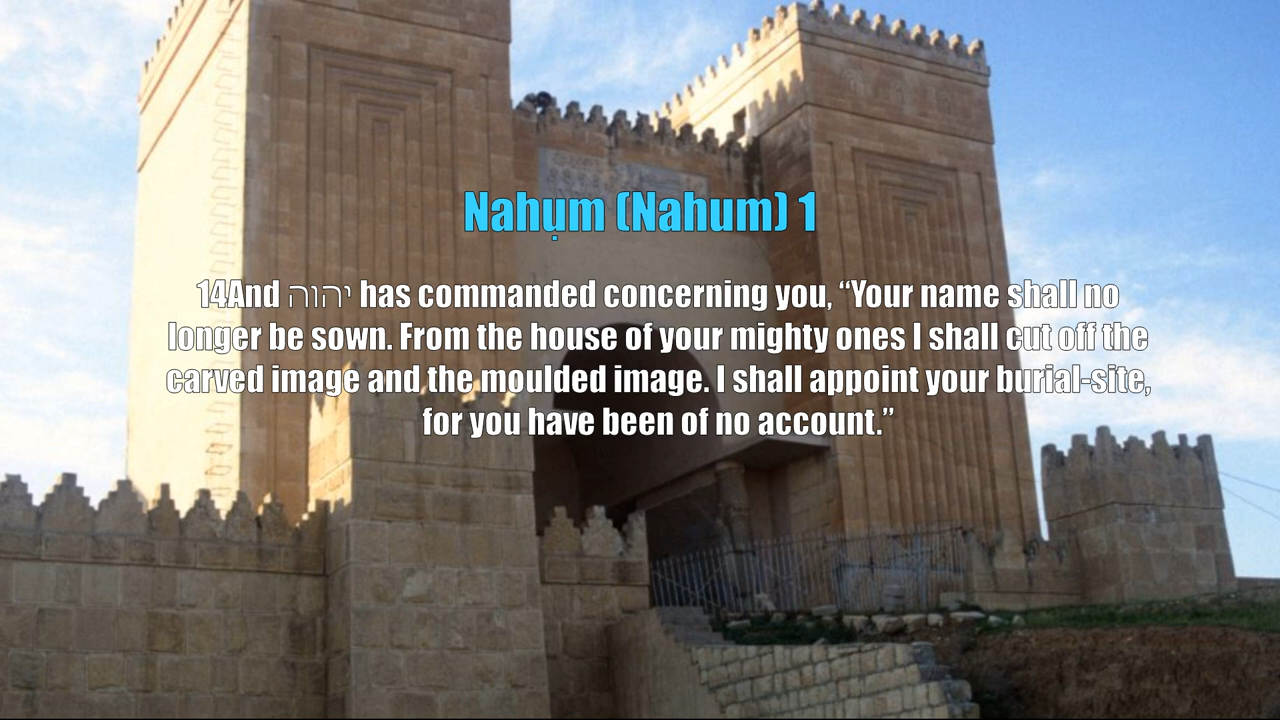 Naḥụm (Nahum) 1
14And יהוה has commanded concerning you, “Your name shall no
longer be sown. From the house of your mighty ones I shall cut off the
carved image and the moulded image. I shall appoint your burial-site,
for you have been of no account.”